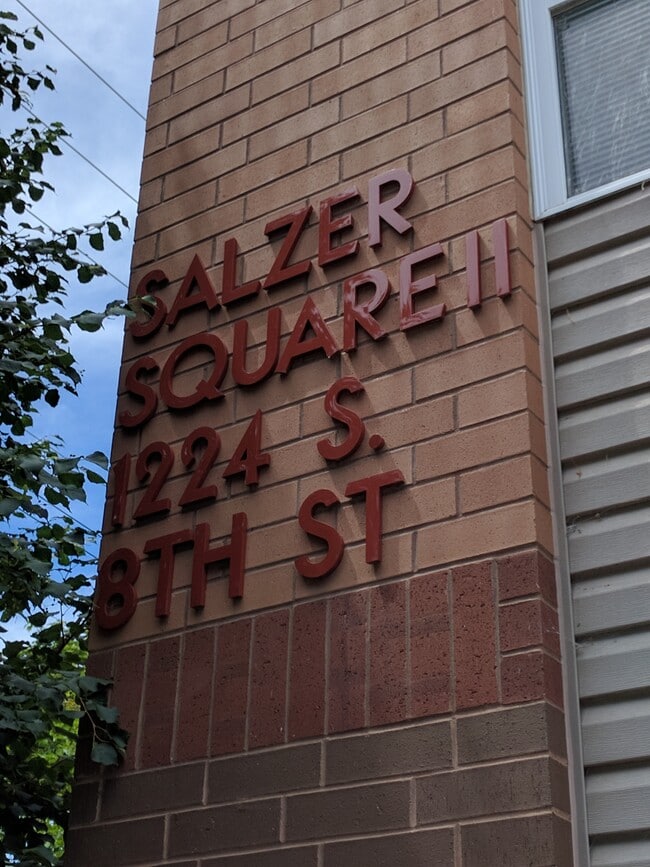 SALZER
SQUARE II
1224 S.
8TH ST